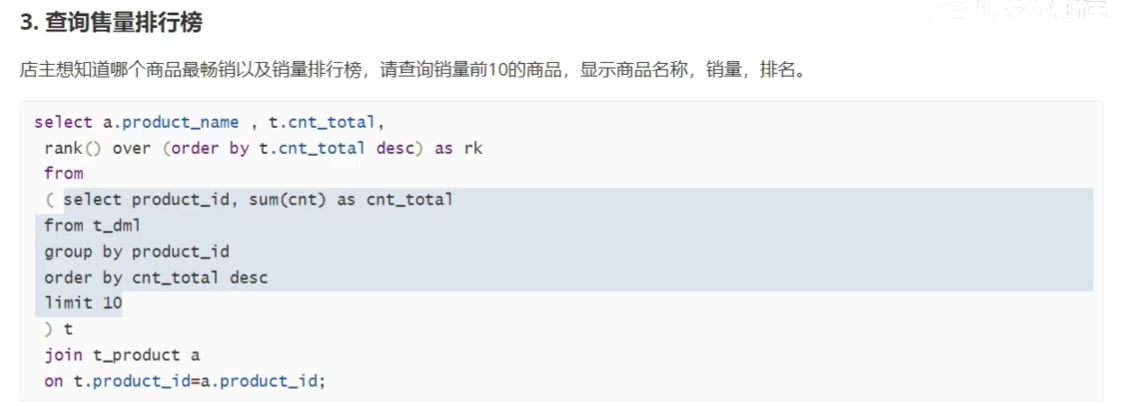 3. 查询售量排行榜
店主想知道哪个商品最畅销以及销量排行榜，请查询销量前10的商品，显示商品名称，销量，排名。
select a.product_name , t.cnt_total,
rank() over (order by t.cnt_total desc) as rk
from
( select product_id, sum(cnt) as cnt_total
from t_dml
group by product_id
order by cnt_total desc
limit 10
) t
join t_product a
on t.product_id=a.product_id;